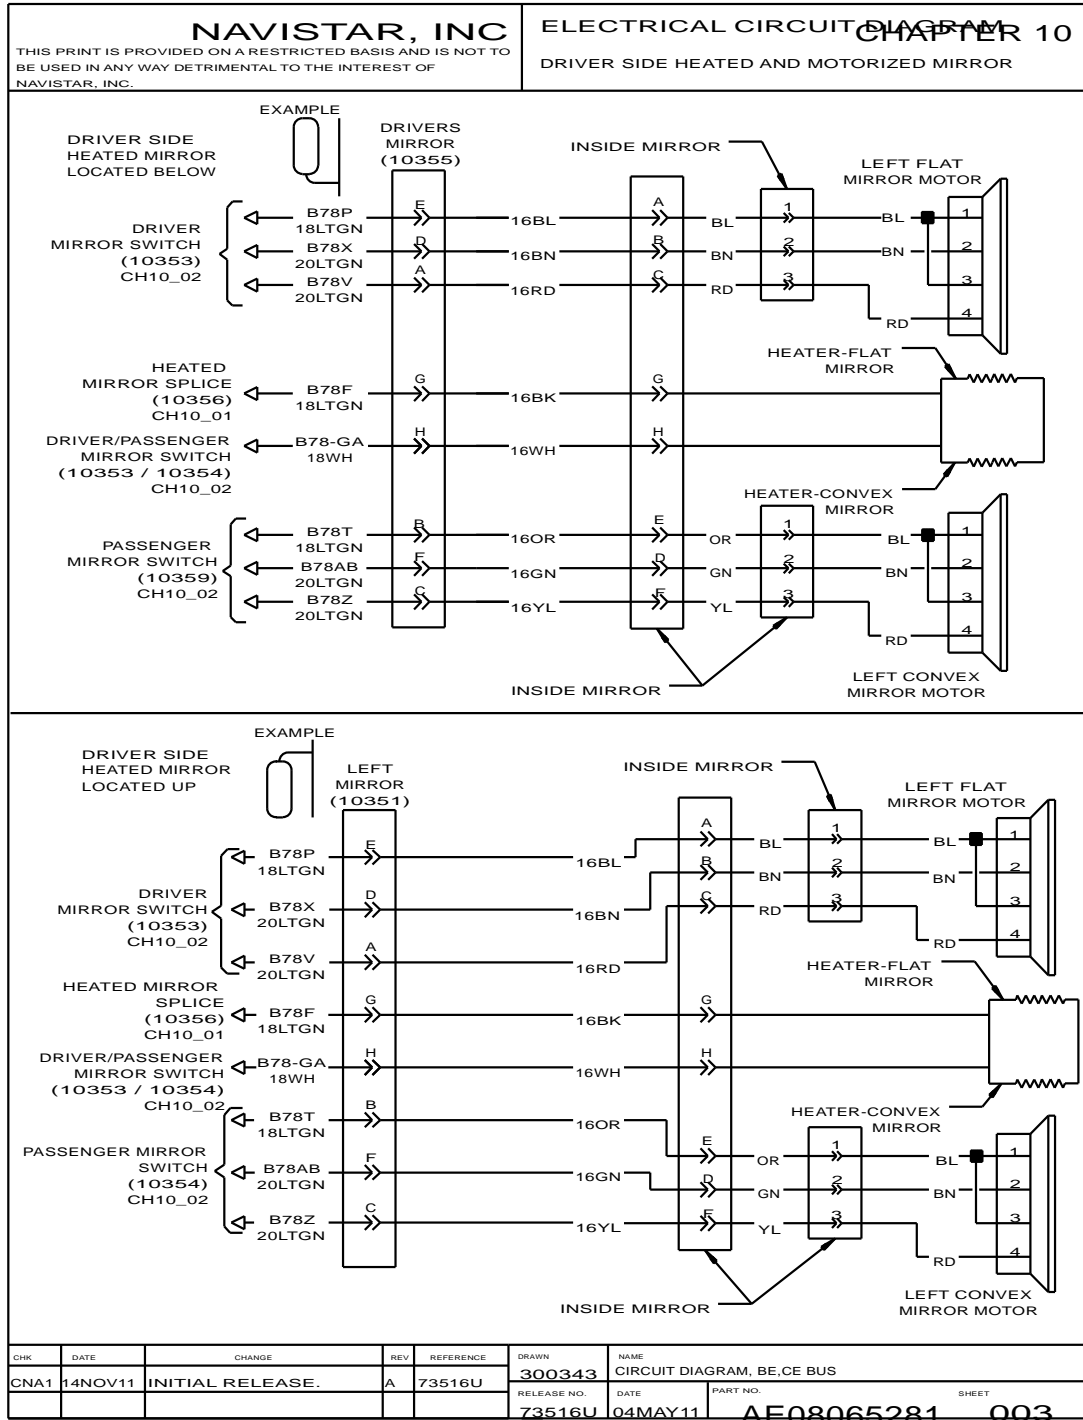 NAVISTAR, INC
THIS PRINT IS PROVIDED ON A RESTRICTED BASIS AND IS NOT TO
BE USED IN ANY WAY DETRIMENTAL TO THE INTEREST OF
NAVISTAR, INC.
ELECTRICAL CIRCUIT DIAGRAM
CHAPTER 10
DRIVER SIDE HEATED AND MOTORIZED MIRROR
EXAMPLE
DRIVER SIDE
HEATED MIRROR
LOCATED BELOW
DRIVERS
MIRROR
(10355)
INSIDE MIRROR
LEFT FLAT
MIRROR MOTOR
DRIVER
MIRROR SWITCH
(10353)
CH10_02
B78P
18LTGN
E
16BL
A
BL
1
BL
1
B78X
20LTGN
D
16BN
B
BN
2
BN
2
B78V
20LTGN
A
16RD
C
RD
3
3
RD
4
HEATER-FLAT
MIRROR
HEATED
MIRROR SPLICE
(10356)
CH10_01
B78F
18LTGN
G
16BK
G
DRIVER/PASSENGER
MIRROR SWITCH
(10353 / 10354)
CH10_02
B78-GA
18WH
H
16WH
H
HEATER-CONVEX
MIRROR
PASSENGER
MIRROR SWITCH
(10359)
CH10_02
B78T
18LTGN
B
16OR
E
OR
1
BL
1
B78AB
20LTGN
F
16GN
D
GN
2
BN
2
B78Z
20LTGN
C
16YL
F
YL
3
3
RD
4
LEFT CONVEX
MIRROR MOTOR
INSIDE MIRROR
EXAMPLE
DRIVER SIDE
HEATED MIRROR
LOCATED UP
LEFT
MIRROR
(10351)
INSIDE MIRROR
LEFT FLAT
MIRROR MOTOR
DRIVER
MIRROR SWITCH
(10353)
CH10_02
B78P
18LTGN
E
16BL
A
BL
1
BL
1
B78X
20LTGN
D
16BN
B
BN
2
BN
2
B78V
20LTGN
A
16RD
C
RD
3
3
RD
4
HEATER-FLAT
MIRROR
HEATED MIRROR
SPLICE
(10356)
CH10_01
B78F
18LTGN
G
16BK
G
DRIVER/PASSENGER
MIRROR SWITCH
(10353 / 10354)
CH10_02
B78-GA
18WH
H
16WH
H
HEATER-CONVEX
MIRROR
PASSENGER MIRROR
SWITCH
(10354)
CH10_02
B78T
18LTGN
B
16OR
E
OR
1
BL
1
B78AB
20LTGN
F
16GN
D
GN
2
BN
2
B78Z
20LTGN
C
16YL
F
YL
3
3
RD
4
LEFT CONVEX
MIRROR MOTOR
INSIDE MIRROR
CHK DATE CHANGE REV REFERENCE
CNA1 14NOV11 INITIAL RELEASE. A 73516U
DRAWN
300343
NAME
CIRCUIT DIAGRAM, BE,CE BUS
RELEASE NO.
73516U
DATE
04MAY11
PART NO.
AE08065281
SHEET
003